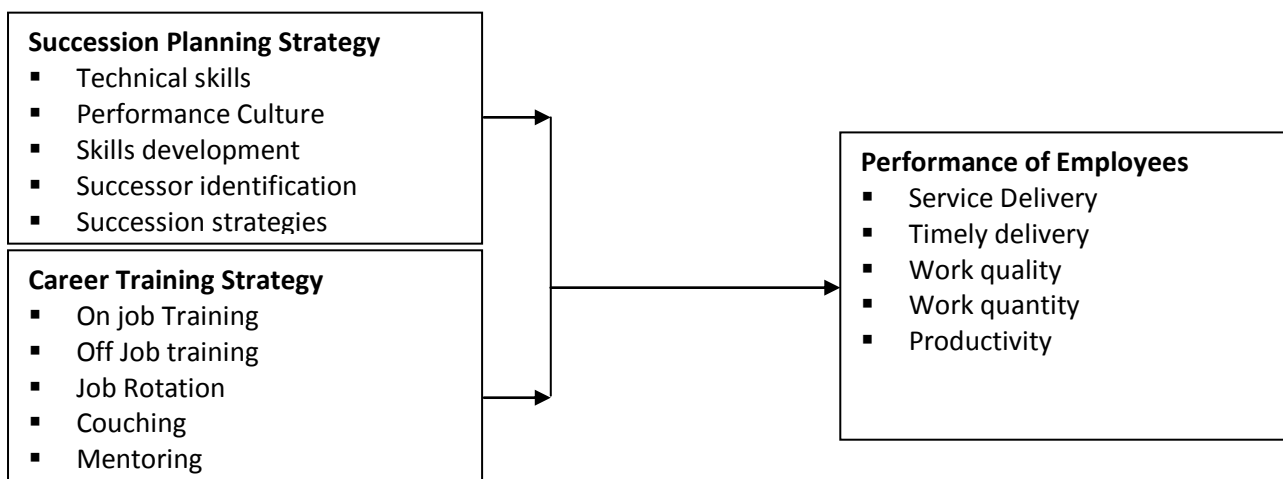 Succession Planning Strategy
▪ Technical skills
▪ Performance Culture
▪ Skills development
▪ Successor identification
▪ Succession strategies
Career Training Strategy
▪ On job Training
▪ Off Job training
▪ Job Rotation
▪ Couching
▪ Mentoring
Performance of Employees
▪ Service Delivery
▪ Timely delivery
▪ Work quality
▪ Work quantity
▪ Productivity